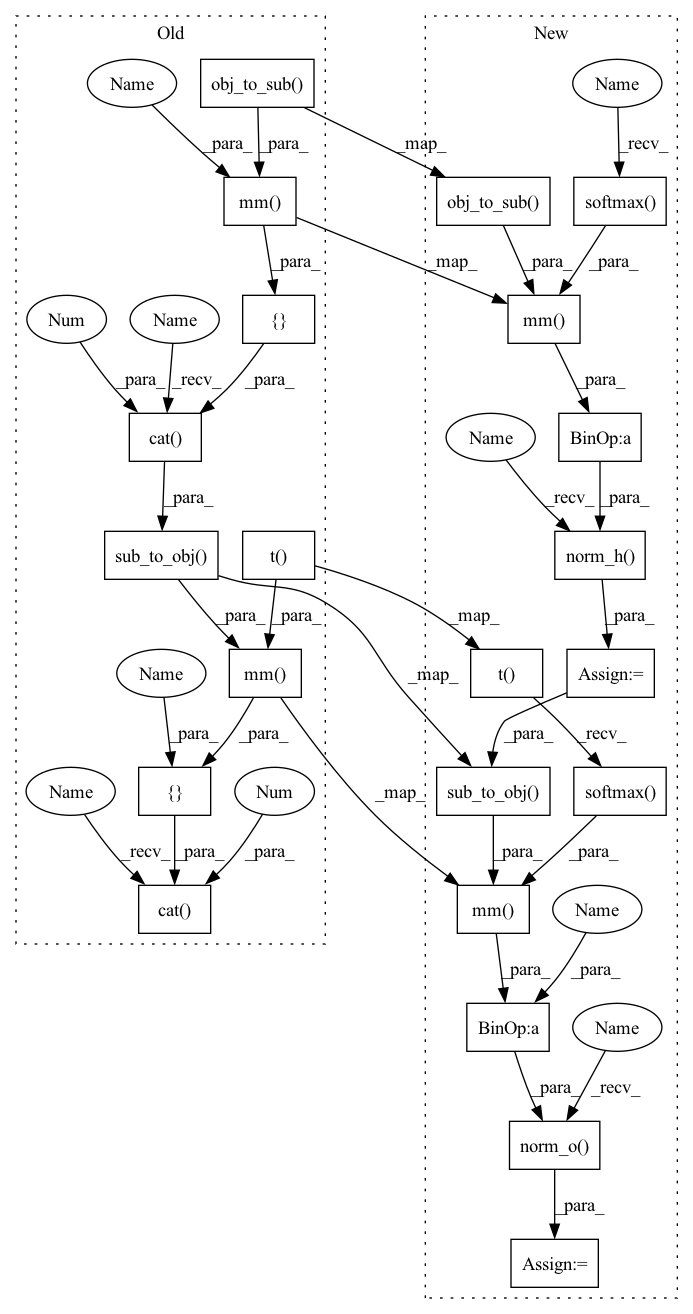 Old
New
Name
obj_to_sub()
Name
_para_
_para_
_map_
_recv_
mm()
obj_to_sub()
softmax()
_para_
_map_
_para_
_para_
Num
Name
{}
mm()
_para_
_recv_
_para_
_para_
cat()
Name
BinOp:a
_para_
_recv_
_para_
sub_to_obj()
t()
norm_h()
_para_
_para_
_map_
_para_
Name
mm()
t()
Assign:=
_para_
_para_
_map_
_para_
_recv_
Name
{}
Num
sub_to_obj()
softmax()
_recv_
_para_
_para_
_map_
_para_
_para_
cat()
mm()
Name
_para_
_para_
BinOp:a
Name
_para_
_recv_
norm_o()
_para_
Assign:=